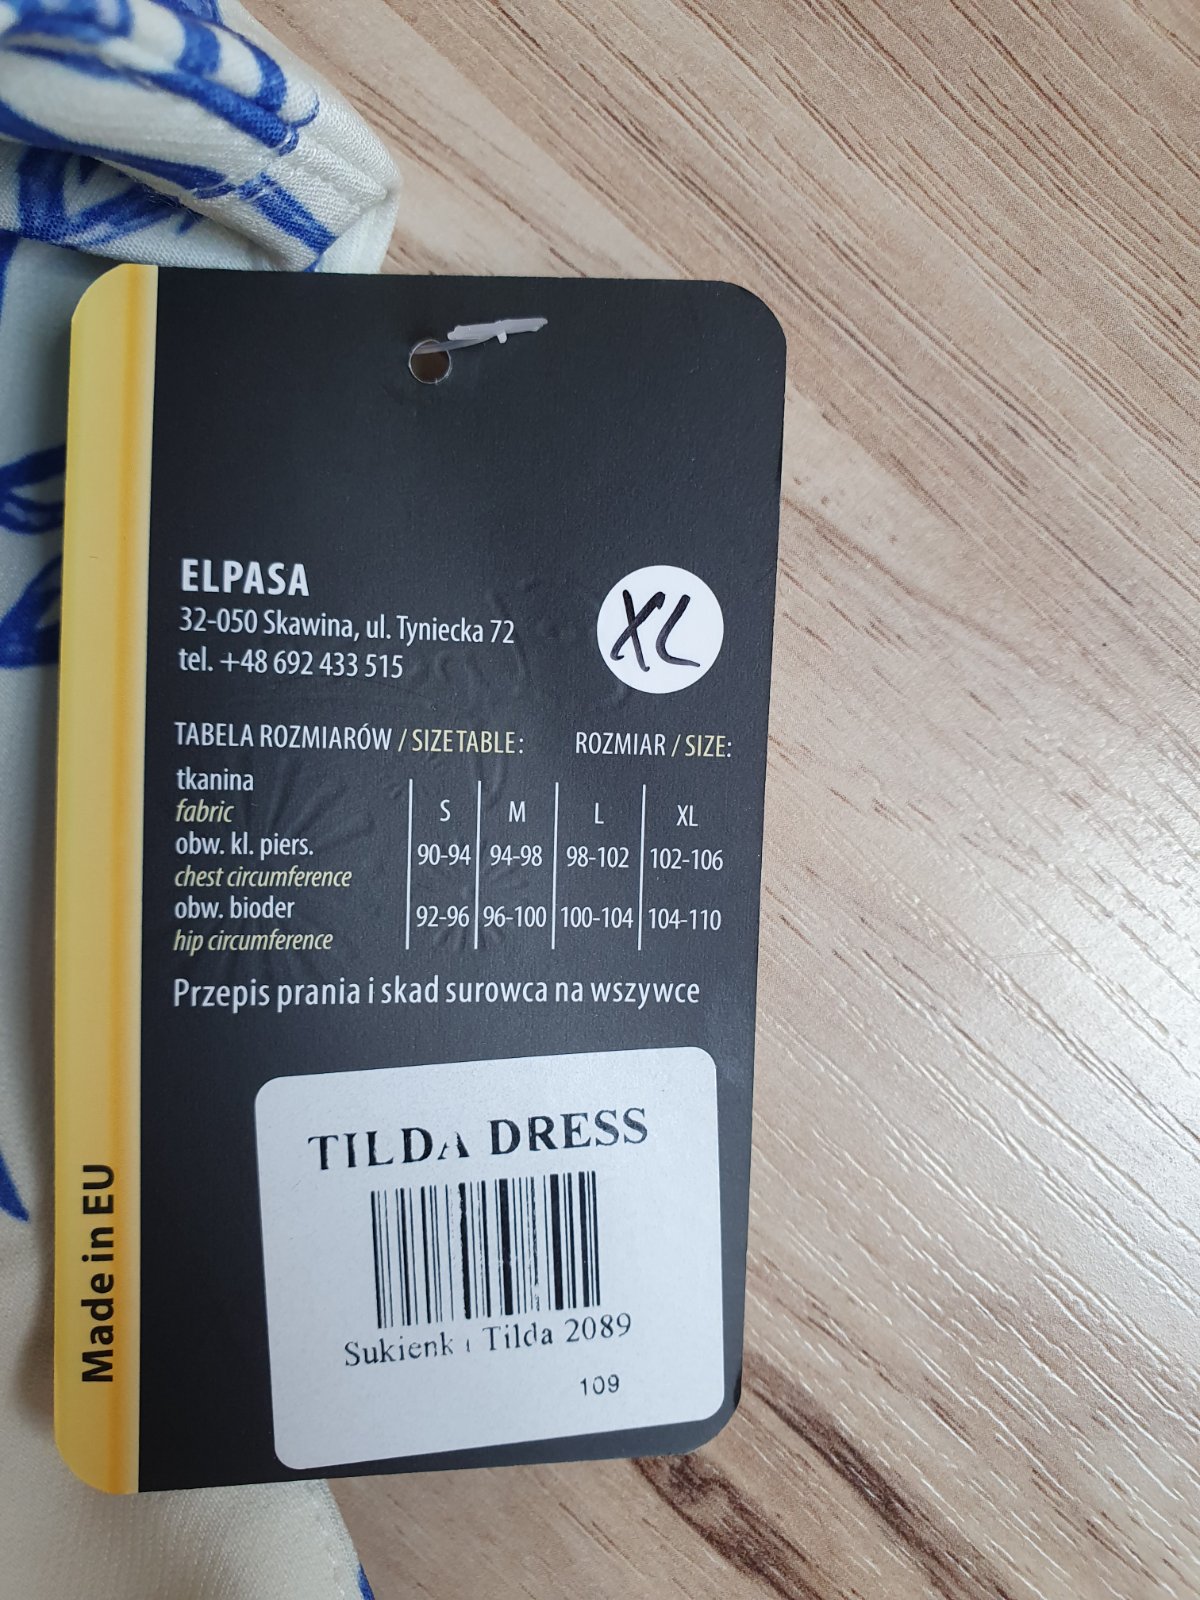 ELPASA
32-050 Skawina, ul. Tyniecka 72
tel. +48 692 433 515
XL
TABELA ROZMIARÓW / SIZE TABLE: ROZMIAR / SIZE:
tkanina
fabric S M L XL
obw. kl. piers. 90-94 94-98 98-102 102-106
chest circumference
obw. bioder 92-96 96-100 100-104 104-110
hip circumference
Przepis prania i skad surowca na wszywce
TILDA DRESS
Sukienka Tilda 2089
109
Made in EU